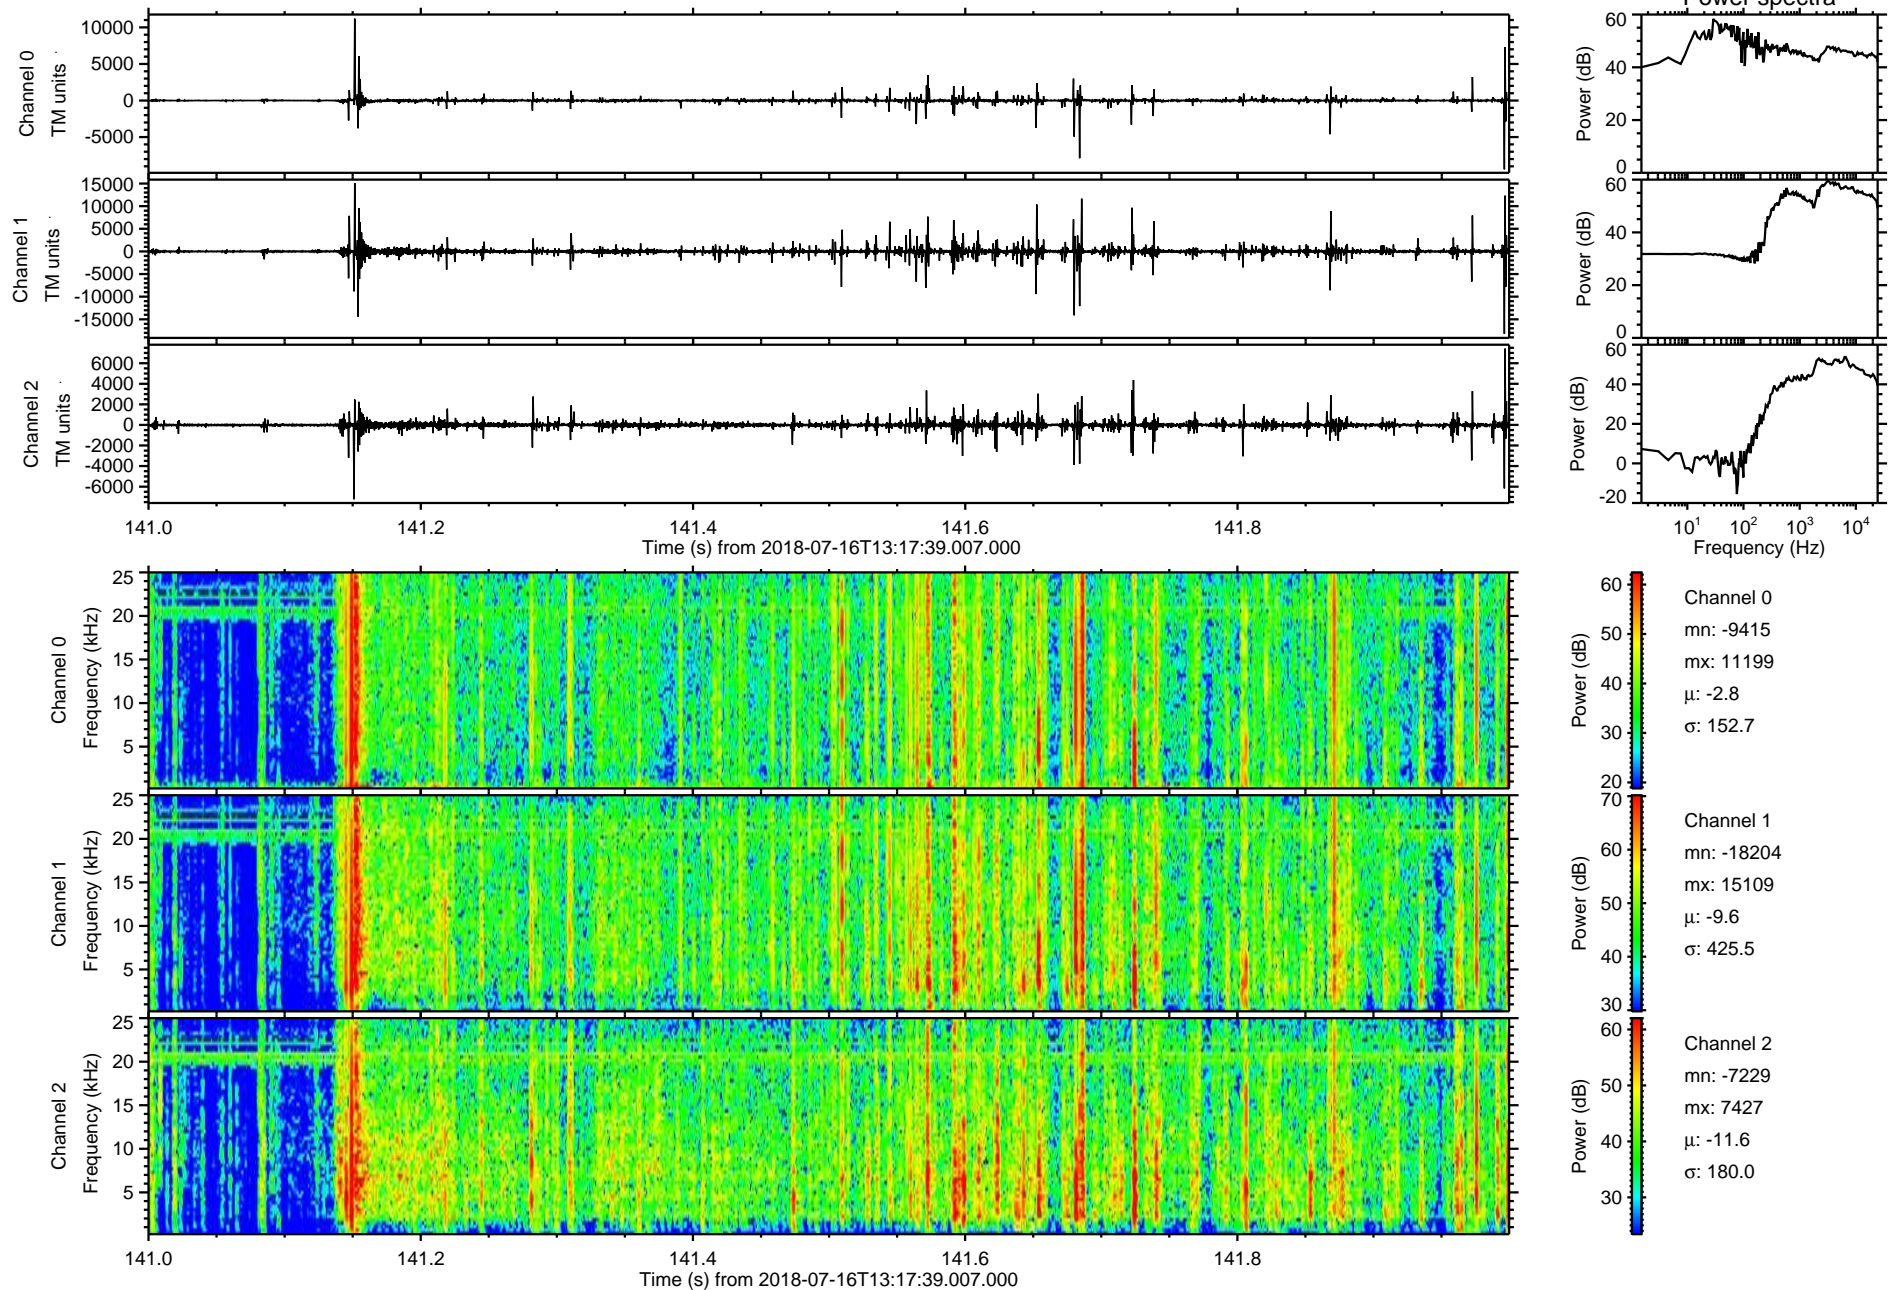 Power spectra
10000
5000
0
-5000
Channel 0
TM units
60
40
20
0
Power (dB)
15000
10000
5000
0
-5000
-10000
-15000
Channel 1
TM units
60
40
20
0
Power (dB)
6000
4000
2000
0
-2000
-4000
-6000
Channel 2
TM units
60
40
20
0
-20
Power (dB)
141.0 141.2 141.4 141.6 141.8
Time (s) from 2018-07-16T13:17:39.007.000
10¹ 10² 10³ 10⁴
Frequency (Hz)
25
20
15
10
5
Channel 0
Frequency (kHz)
60
50
40
30
20
Power (dB)
Channel 0
mn: -9415
mx: 11199
μ: -2.8
σ: 152.7
25
20
15
10
5
Channel 1
Frequency (kHz)
70
60
50
40
30
Power (dB)
Channel 1
mn: -18204
mx: 15109
μ: -9.6
σ: 425.5
25
20
15
10
5
Channel 2
Frequency (kHz)
60
50
40
30
Power (dB)
Channel 2
mn: -7229
mx: 7427
μ: -11.6
σ: 180.0
141.0 141.2 141.4 141.6 141.8
Time (s) from 2018-07-16T13:17:39.007.000